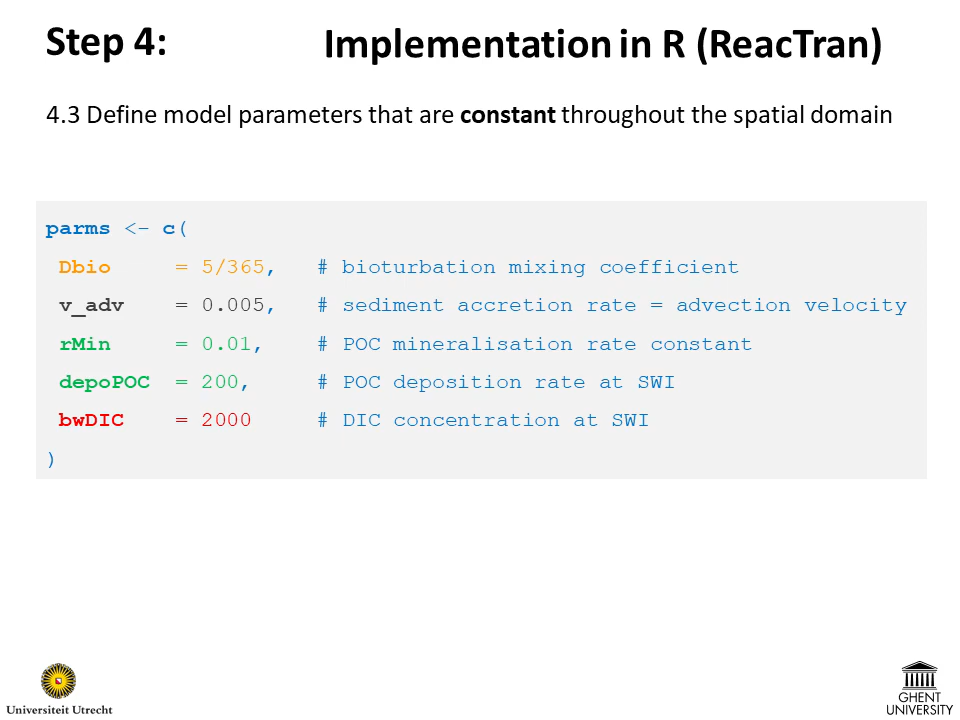 Step 4: Implementation in R (ReacTran)
4.3 Define model parameters that are constant throughout the spatial domain
parms <- c(
Dbio = 5/365, # bioturbation mixing coefficient
v_adv = 0.005, # sediment accretion rate = advection velocity
rMin = 0.01, # POC mineralisation rate constant
depoPOC = 200, # POC deposition rate at SWI
bwDIC = 2000 # DIC concentration at SWI
)
Universiteit Utrecht
GHENT
UNIVERSITY